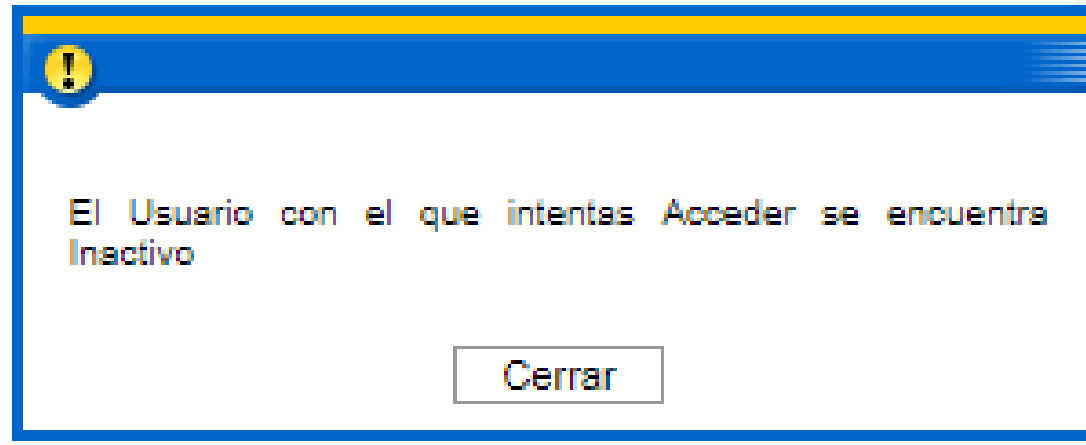 El Usuario con el que intentas Acceder se encuentra
Inactivo
Cerrar